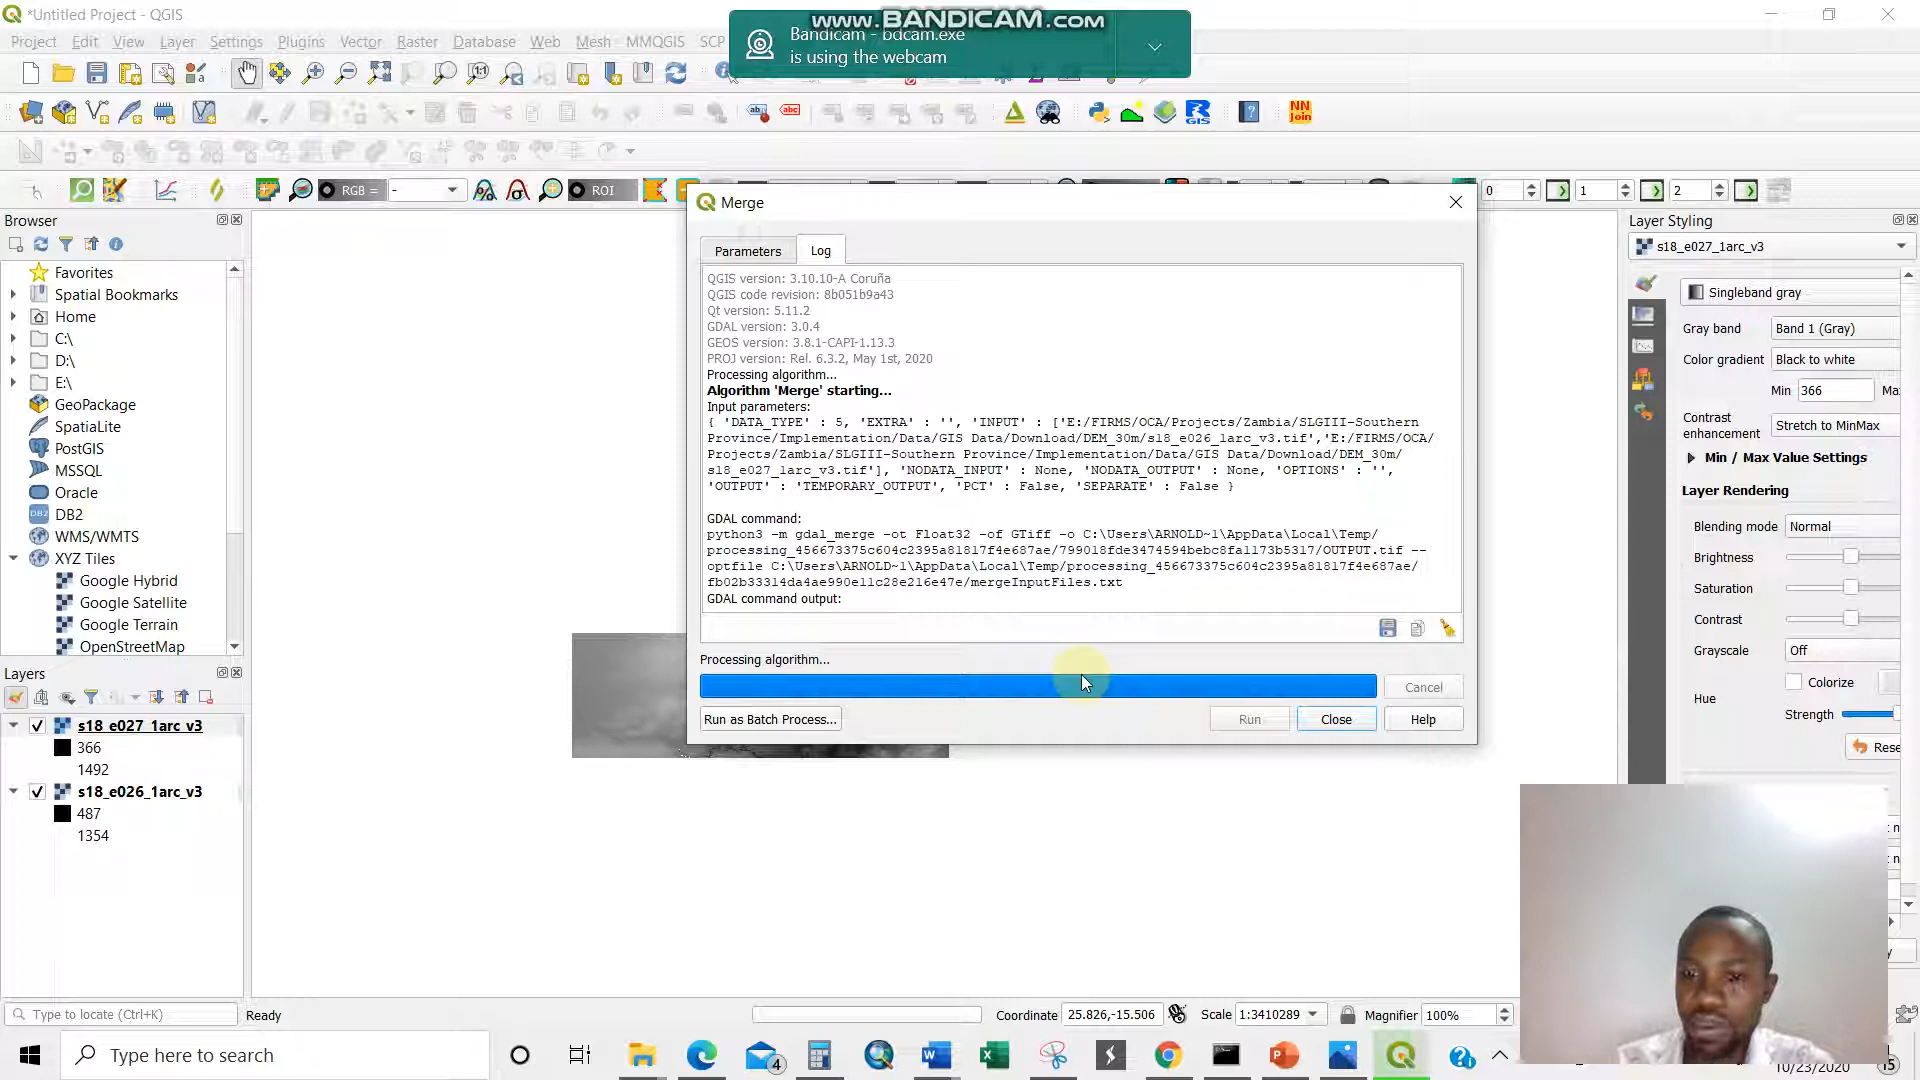 *Untitled Project - QGIS
WWW.BANDICAM.COM
Bandicam - bdcam.exe
is using the webcam
Project Edit View Layer Settings Plugins Vector Raster Database Web Mesh MMQGIS SCP
RGB = - ROI 0 1 2
Browser
Favorites
Spatial Bookmarks
Home
C:\
D:\
E:\
GeoPackage
SpatiaLite
PostGIS
MSSQL
Oracle
DB2
WMS/WMTS
XYZ Tiles
Google Hybrid
Google Satellite
Google Terrain
OpenStreetMap
Layers
s18_e027_1arc_v3
366
1492
s18_e026_1arc_v3
487
1354
Merge
Parameters Log
QGIS version: 3.10.10-A Coruña
QGIS code revision: 8b051b9a43
Qt version: 5.11.2
GDAL version: 3.0.4
GEOS version: 3.8.1-CAPI-1.13.3
PROJ version: Rel. 6.3.2, May 1st, 2020
Processing algorithm...
Algorithm 'Merge' starting...
Input parameters:
{ 'DATA_TYPE' : 5, 'EXTRA' : '', 'INPUT' : ['E:/FIRMS/OCA/Projects/Zambia/SLGIII-Southern
Province/Implementation/Data/GIS Data/Download/DEM_30m/s18_e026_1arc_v3.tif','E:/FIRMS/OCA/
Projects/Zambia/SLGIII-Southern Province/Implementation/Data/GIS Data/Download/DEM_30m/
s18_e027_1arc_v3.tif'], 'NODATA_INPUT' : None, 'NODATA_OUTPUT' : None, 'OPTIONS' : '',
'OUTPUT' : 'TEMPORARY_OUTPUT', 'PCT' : False, 'SEPARATE' : False }
GDAL command:
python3 -m gdal_merge -ot Float32 -of GTiff -o C:\Users\ARNOLD~1\AppData\Local\Temp/
processing_456673375c604c2395a81817f4e687ae/799018fde3474594bebc8fa1173b5317/OUTPUT.tif --
optfile C:\Users\ARNOLD~1\AppData\Local\Temp/processing_456673375c604c2395a81817f4e687ae/
fb02b33314da4ae990e11c28e216e47e/mergeInputFiles.txt
GDAL command output:
Processing algorithm...
Cancel
Run as Batch Process... Run Close Help
Layer Styling
s18_e027_1arc_v3
Singleband gray
Gray band Band 1 (Gray)
Color gradient Black to white
Min 366
Contrast
enhancement Stretch to MinMax
Min / Max Value Settings
Layer Rendering
Blending mode Normal
Brightness
Saturation
Contrast
Grayscale Off
Hue Colorize
Strength
Type to locate (Ctrl+K) Ready Coordinate 25.826,-15.506 Scale 1:3410289 Magnifier 100%
Type here to search 4
10/23/2020 15